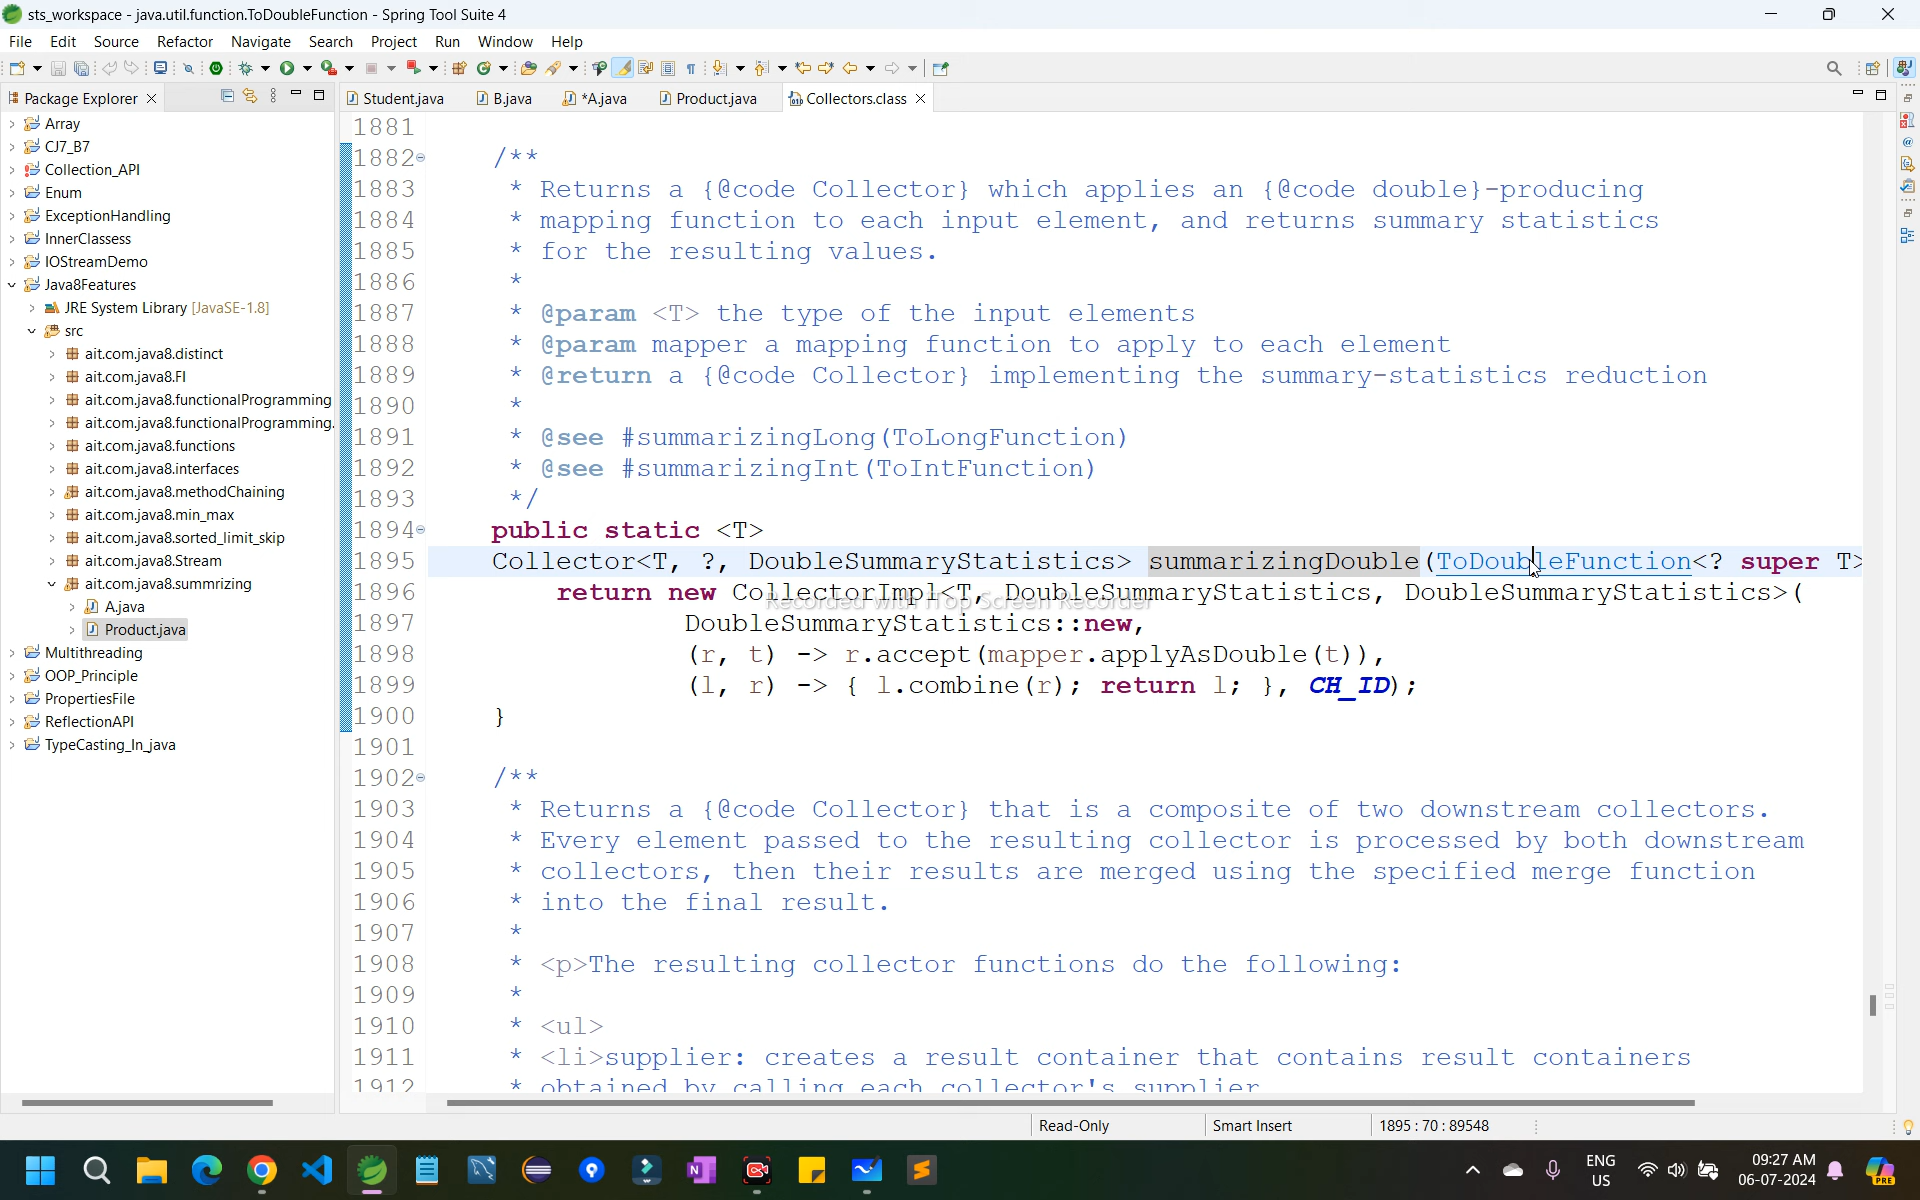 sts_workspace - java.util.function.ToDoubleFunction - Spring Tool Suite 4
File Edit Source Refactor Navigate Search Project Run Window Help
Package Explorer
Array
CJ7_B7
Collection_API
Enum
ExceptionHandling
InnerClassess
IOStreamDemo
Java8Features
JRE System Library [JavaSE-1.8]
src
ait.com.java8.distinct
ait.com.java8.FI
ait.com.java8.functionalProgramming
ait.com.java8.functionalProgramming.
ait.com.java8.functions
ait.com.java8.interfaces
ait.com.java8.methodChaining
ait.com.java8.min_max
ait.com.java8.sorted_limit_skip
ait.com.java8.Stream
ait.com.java8.summrizing
A.java
Product.java
Multithreading
OOP_Principle
PropertiesFile
ReflectionAPI
TypeCasting_In_java
Student.java B.java *A.java Product.java Collectors.class
1881
1882 /**
1883 * Returns a {@code Collector} which applies an {@code double}-producing
1884 * mapping function to each input element, and returns summary statistics
1885 * for the resulting values.
1886 *
1887 * @param <T> the type of the input elements
1888 * @param mapper a mapping function to apply to each element
1889 * @return a {@code Collector} implementing the summary-statistics reduction
1890 *
1891 * @see #summarizingLong(ToLongFunction)
1892 * @see #summarizingInt(ToIntFunction)
1893 */
1894 public static <T>
1895 Collector<T, ?, DoubleSummaryStatistics> summarizingDouble(ToDoubleFunction<? super T>
1896 return new CollectorImpl<T, DoubleSummaryStatistics, DoubleSummaryStatistics>(
Recorded with iTop Screen Recorder
1897 DoubleSummaryStatistics::new,
1898 (r, t) -> r.accept(mapper.applyAsDouble(t)),
1899 (l, r) -> { l.combine(r); return l; }, CH_ID);
1900 }
1901
1902 /**
1903 * Returns a {@code Collector} that is a composite of two downstream collectors.
1904 * Every element passed to the resulting collector is processed by both downstream
1905 * collectors, then their results are merged using the specified merge function
1906 * into the final result.
1907 *
1908 * <p>The resulting collector functions do the following:
1909 *
1910 * <ul>
1911 * <li>supplier: creates a result container that contains result containers
1912 * obtained by calling each collector's supplier
Read-Only Smart Insert 1895 : 70 : 89548
ENG
US
09:27 AM
06-07-2024
PRE